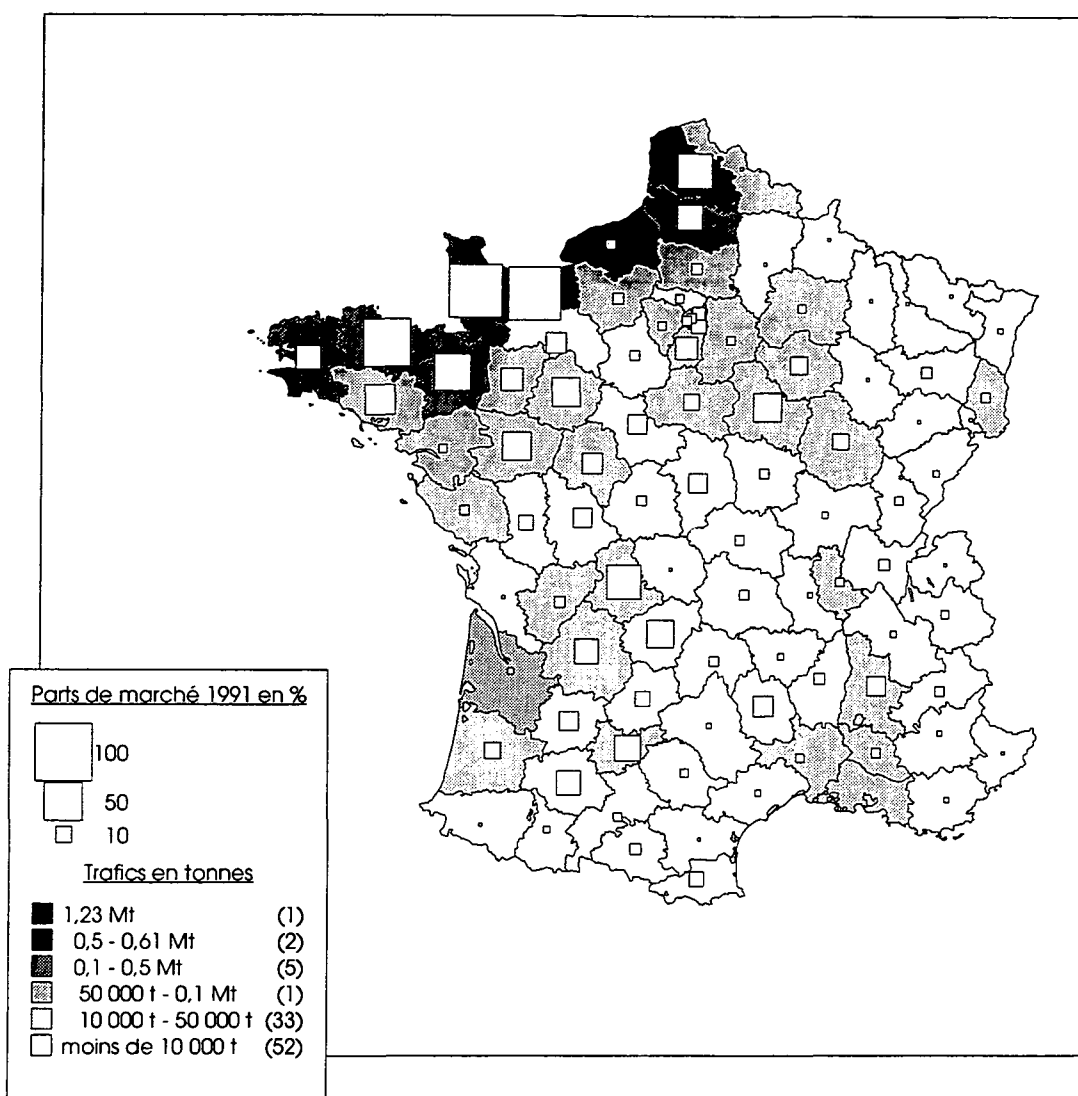 Parts de marché 1991 en %
100
50
10
Trafics en tonnes
1,23 Mt (1)
0,5 - 0,61 Mt (2)
0,1 - 0,5 Mt (5)
50 000 t - 0,1 Mt (1)
10 000 t - 50 000 t (33)
moins de 10 000 t (52)